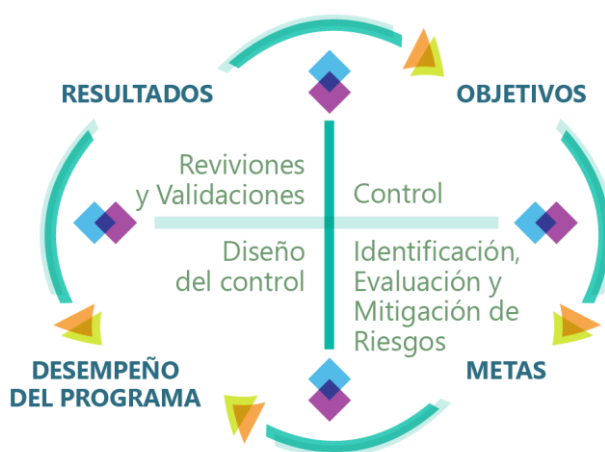 RESULTADOS
OBJETIVOS
Reviviones
y Validaciones
Control
Diseño
del control
Identificación,
Evaluación y
Mitigación de
Riesgos
DESEMPEÑO
DEL PROGRAMA
METAS